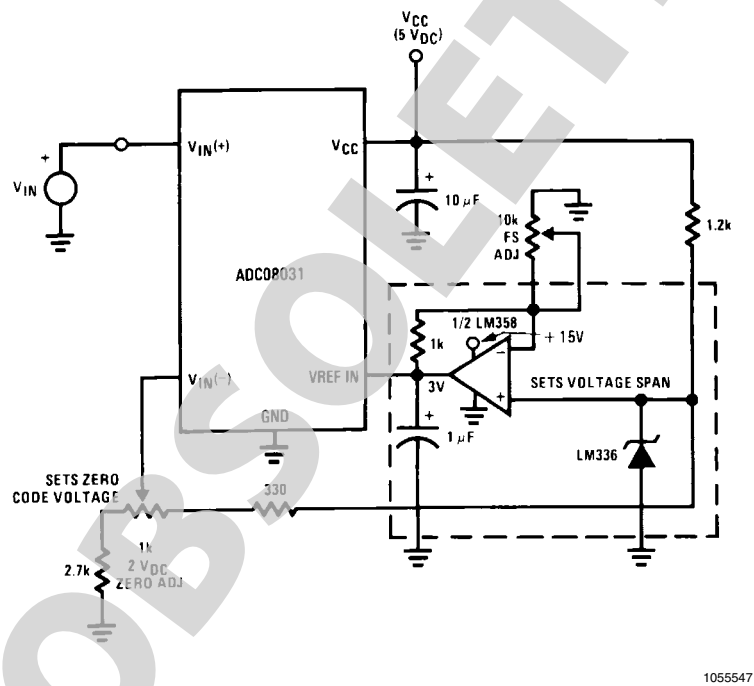 VCC
(5 VDC)
VIN(+)
VCC
+
VIN
+
10 µF
10k
FS
ADJ
1.2k
ADC08031
1/2 LM358
+ 15V
1k
−
VIN(−)
VREF IN
3V
+
SETS VOLTAGE SPAN
GND
+
1 µF
LM336
SETS ZERO
CODE VOLTAGE
330
1k
2 VDC
ZERO ADJ
2.7k
OBSOLETE
1055547